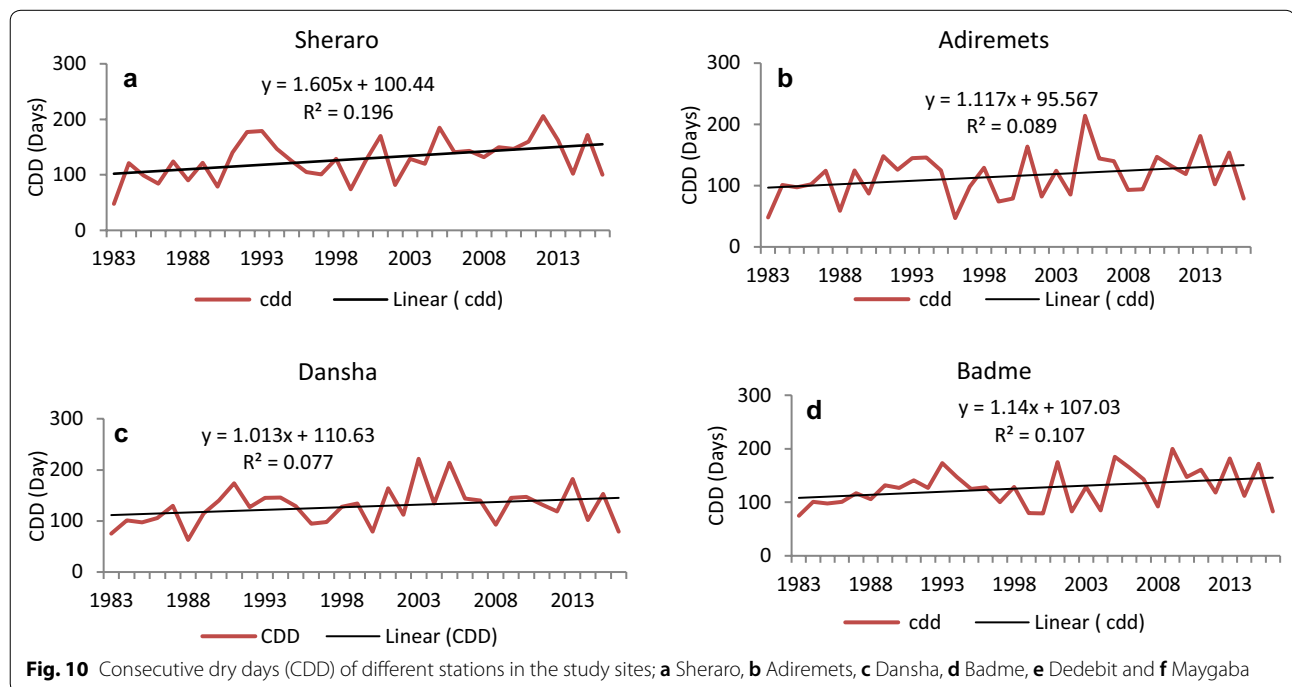 Sheraro
a
y = 1.605x + 100.44
R² = 0.196
CDD (Days)
300
200
100
0
1983 1988 1993 1998 2003 2008 2013
cdd Linear ( cdd)
Adiremets
b
y = 1.117x + 95.567
R² = 0.089
CDD (Days)
300
200
100
0
1983 1988 1993 1998 2003 2008 2013
cdd Linear ( cdd)
Dansha
c
y = 1.013x + 110.63
R² = 0.077
CDD (Day)
300
200
100
0
1983 1988 1993 1998 2003 2008 2013
CDD Linear (CDD)
Badme
d
y = 1.14x + 107.03
R² = 0.107
CDD (Days)
300
200
100
0
1983 1988 1993 1998 2003 2008 2013
cdd Linear ( cdd)
Fig. 10 Consecutive dry days (CDD) of different stations in the study sites; a Sheraro, b Adiremets, c Dansha, d Badme, e Dedebit and f Maygaba